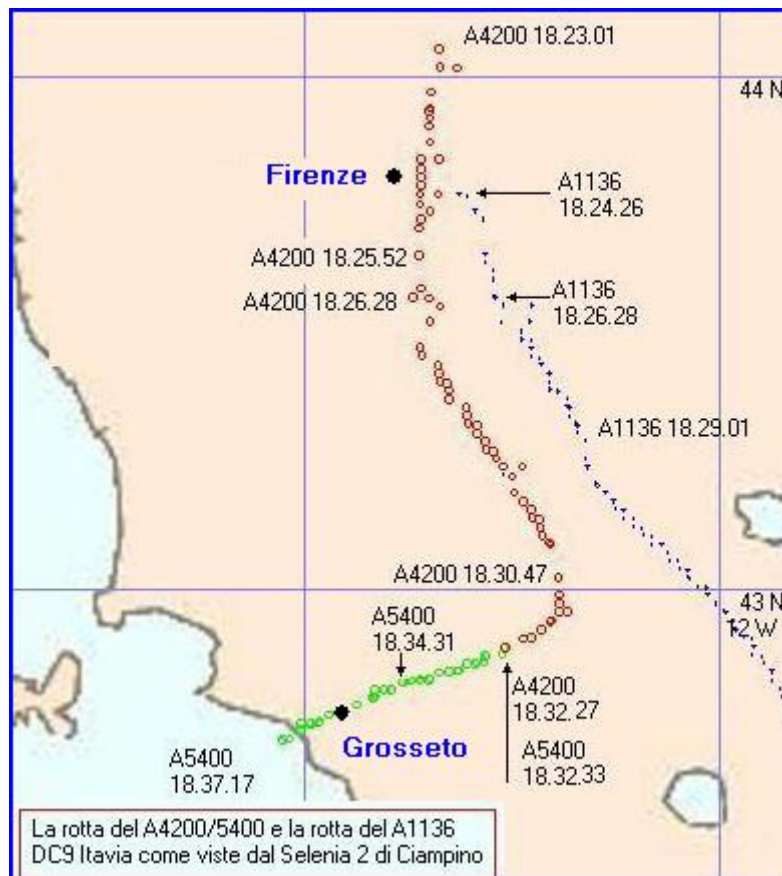 A4200 18.23.01
44 N
Firenze
A1136
18.24.26
A4200 18.25.52
A4200 18.26.28
A1136
18.26.28
A1136 18.29.01
A4200 18.30.47
43 N
12 W
A5400
18.34.31
A4200
18.32.27
Grosseto
A5400
18.32.33
A5400
18.37.17
La rotta del A4200/5400 e la rotta del A1136
DC9 Itavia come viste dal Selenia 2 di Ciampino